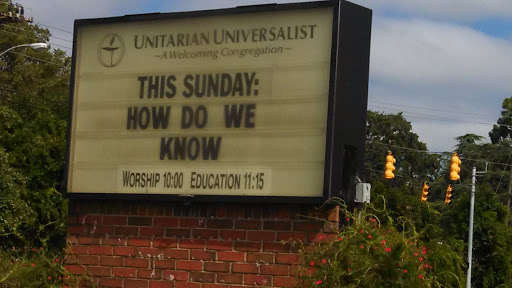 UNITARIAN UNIVERSALIST
~A Welcoming Congregation~
THIS SUNDAY:
HOW DO WE
KNOW
WORSHIP 10:00 EDUCATION 11:15